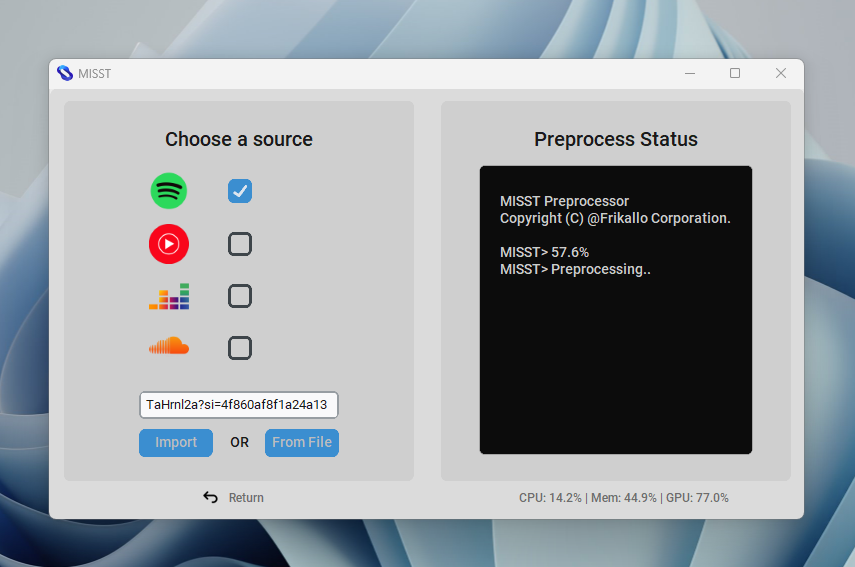 MISST
Choose a source
TaHrnl2a?si=4f860af8f1a24a13
Import OR From File
Return
Preprocess Status
MISST Preprocessor
Copyright (C) @Frikallo Corporation.
MISST> 57.6%
MISST> Preprocessing..
CPU: 14.2% | Mem: 44.9% | GPU: 77.0%